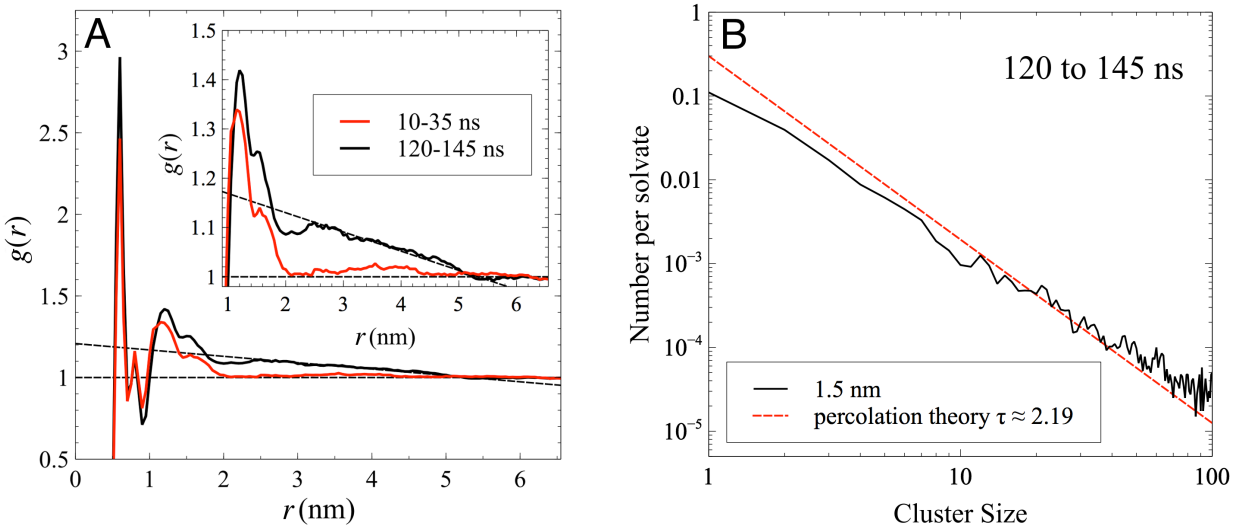 A
3
2.5
2
1.5
1
0.5
g(r)
0 1 2 3 4 5 6
r (nm)
1.5
1.4
1.3
1.2
1.1
1
g(r)
1 2 3 4 5 6
r (nm)
10-35 ns
120-145 ns
B
120 to 145 ns
1
0.1
0.01
10⁻³
10⁻⁴
10⁻⁵
Number per solvate
1.5 nm
percolation theory τ ≈ 2.19
1 10 100
Cluster Size